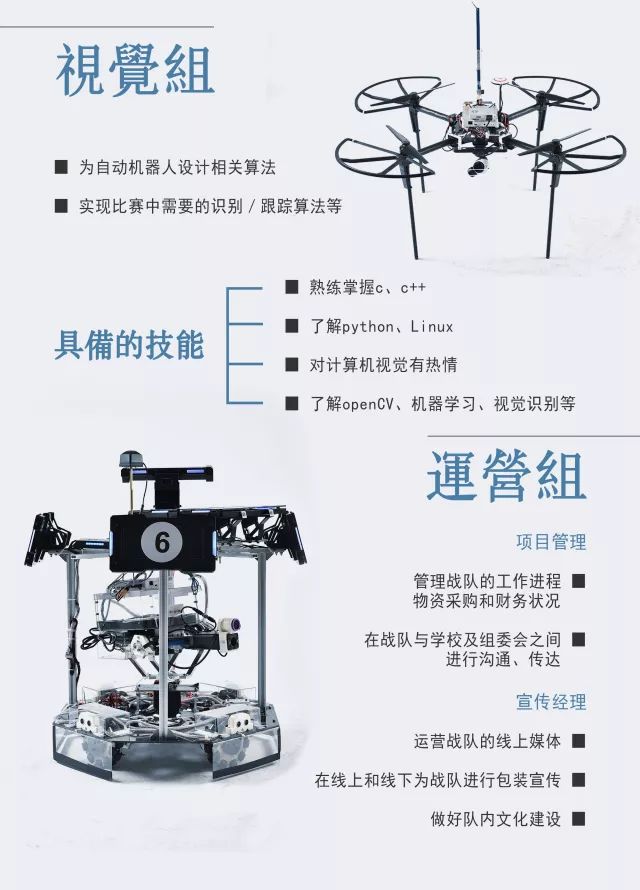 視覺組
■ 为自动机器人设计相关算法
■ 实现比赛中需要的识别／跟踪算法等
具備的技能
■ 熟练掌握c、c++
■ 了解python、Linux
■ 对计算机视觉有热情
■ 了解openCV、机器学习、视觉识别等
運營組
项目管理
管理战队的工作进程 ■
物资采购和财务状况
在战队与学校及组委会之间 ■
进行沟通、传达
宣传经理
运营战队的线上媒体 ■
在线上和线下为战队进行包装宣传 ■
做好队内文化建设 ■
6